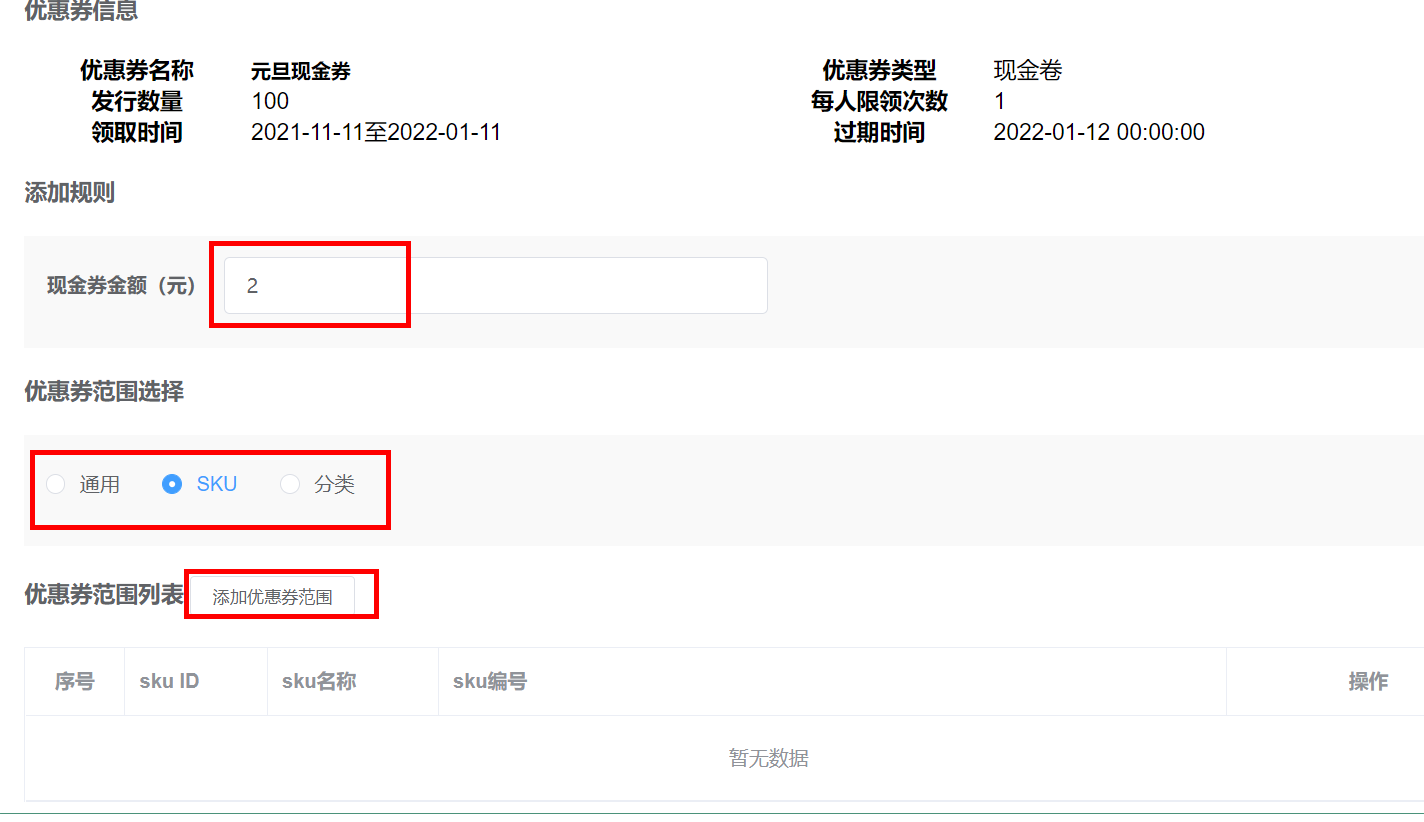 优惠券信息
优惠券名称 元旦现金券 优惠券类型 现金卷
发行数量 100 每人限领次数 1
领取时间 2021-11-11至2022-01-11 过期时间 2022-01-12 00:00:00
添加规则
现金券金额（元） 2
优惠券范围选择
通用 SKU 分类
优惠券范围列表 添加优惠券范围
序号 sku ID sku名称 sku编号 操作
暂无数据